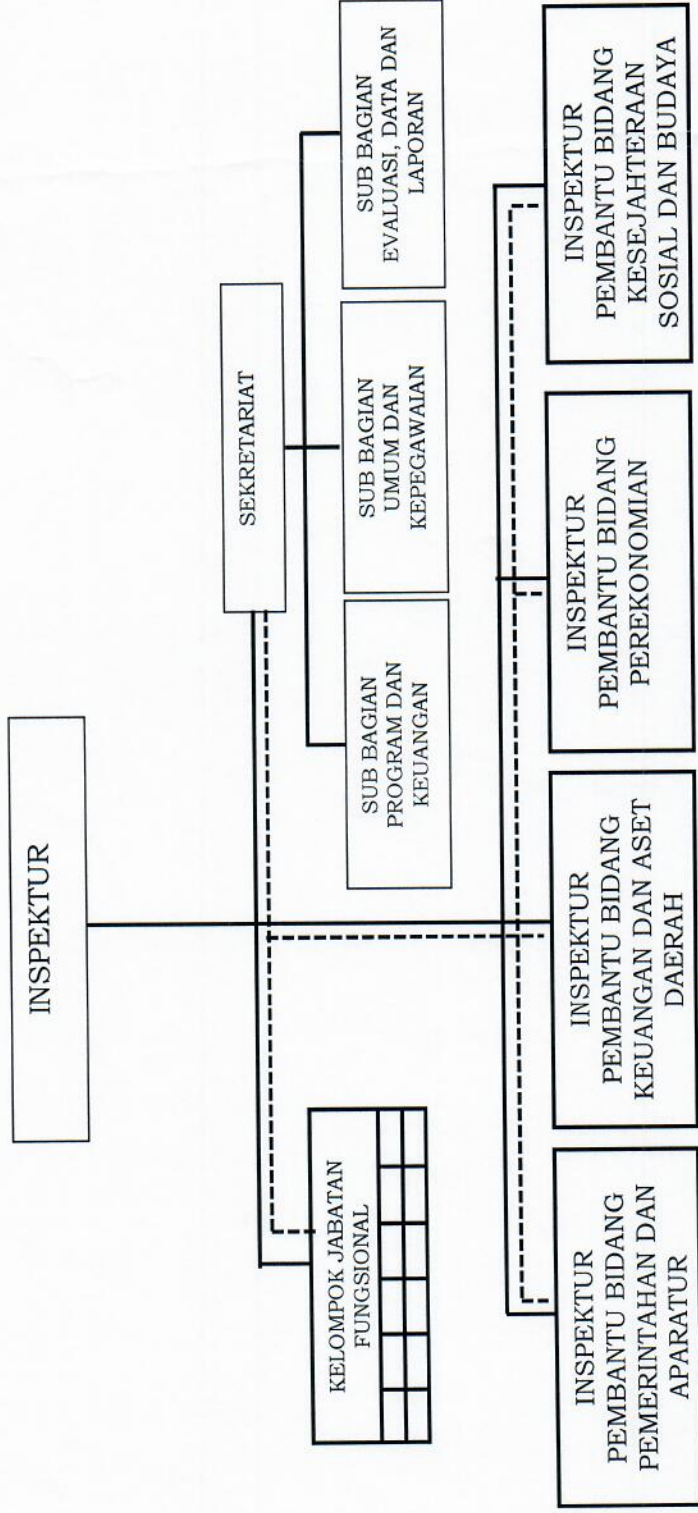 INSPEKTUR
SEKRETARIAT
KELOMPOK JABATAN
FUNGSIONAL
SUB BAGIAN
PROGRAM DAN
KEUANGAN
SUB BAGIAN
UMUM DAN
KEPEGAWAIAN
SUB BAGIAN
EVALUASI, DATA DAN
LAPORAN
INSPEKTUR
PEMBANTU BIDANG
PEMERINTAHAN DAN
APARATUR
INSPEKTUR
PEMBANTU BIDANG
KEUANGAN DAN ASET
DAERAH
INSPEKTUR
PEMBANTU BIDANG
PEREKONOMIAN
INSPEKTUR
PEMBANTU BIDANG
KESEJAHTERAAN
SOSIAL DAN BUDAYA